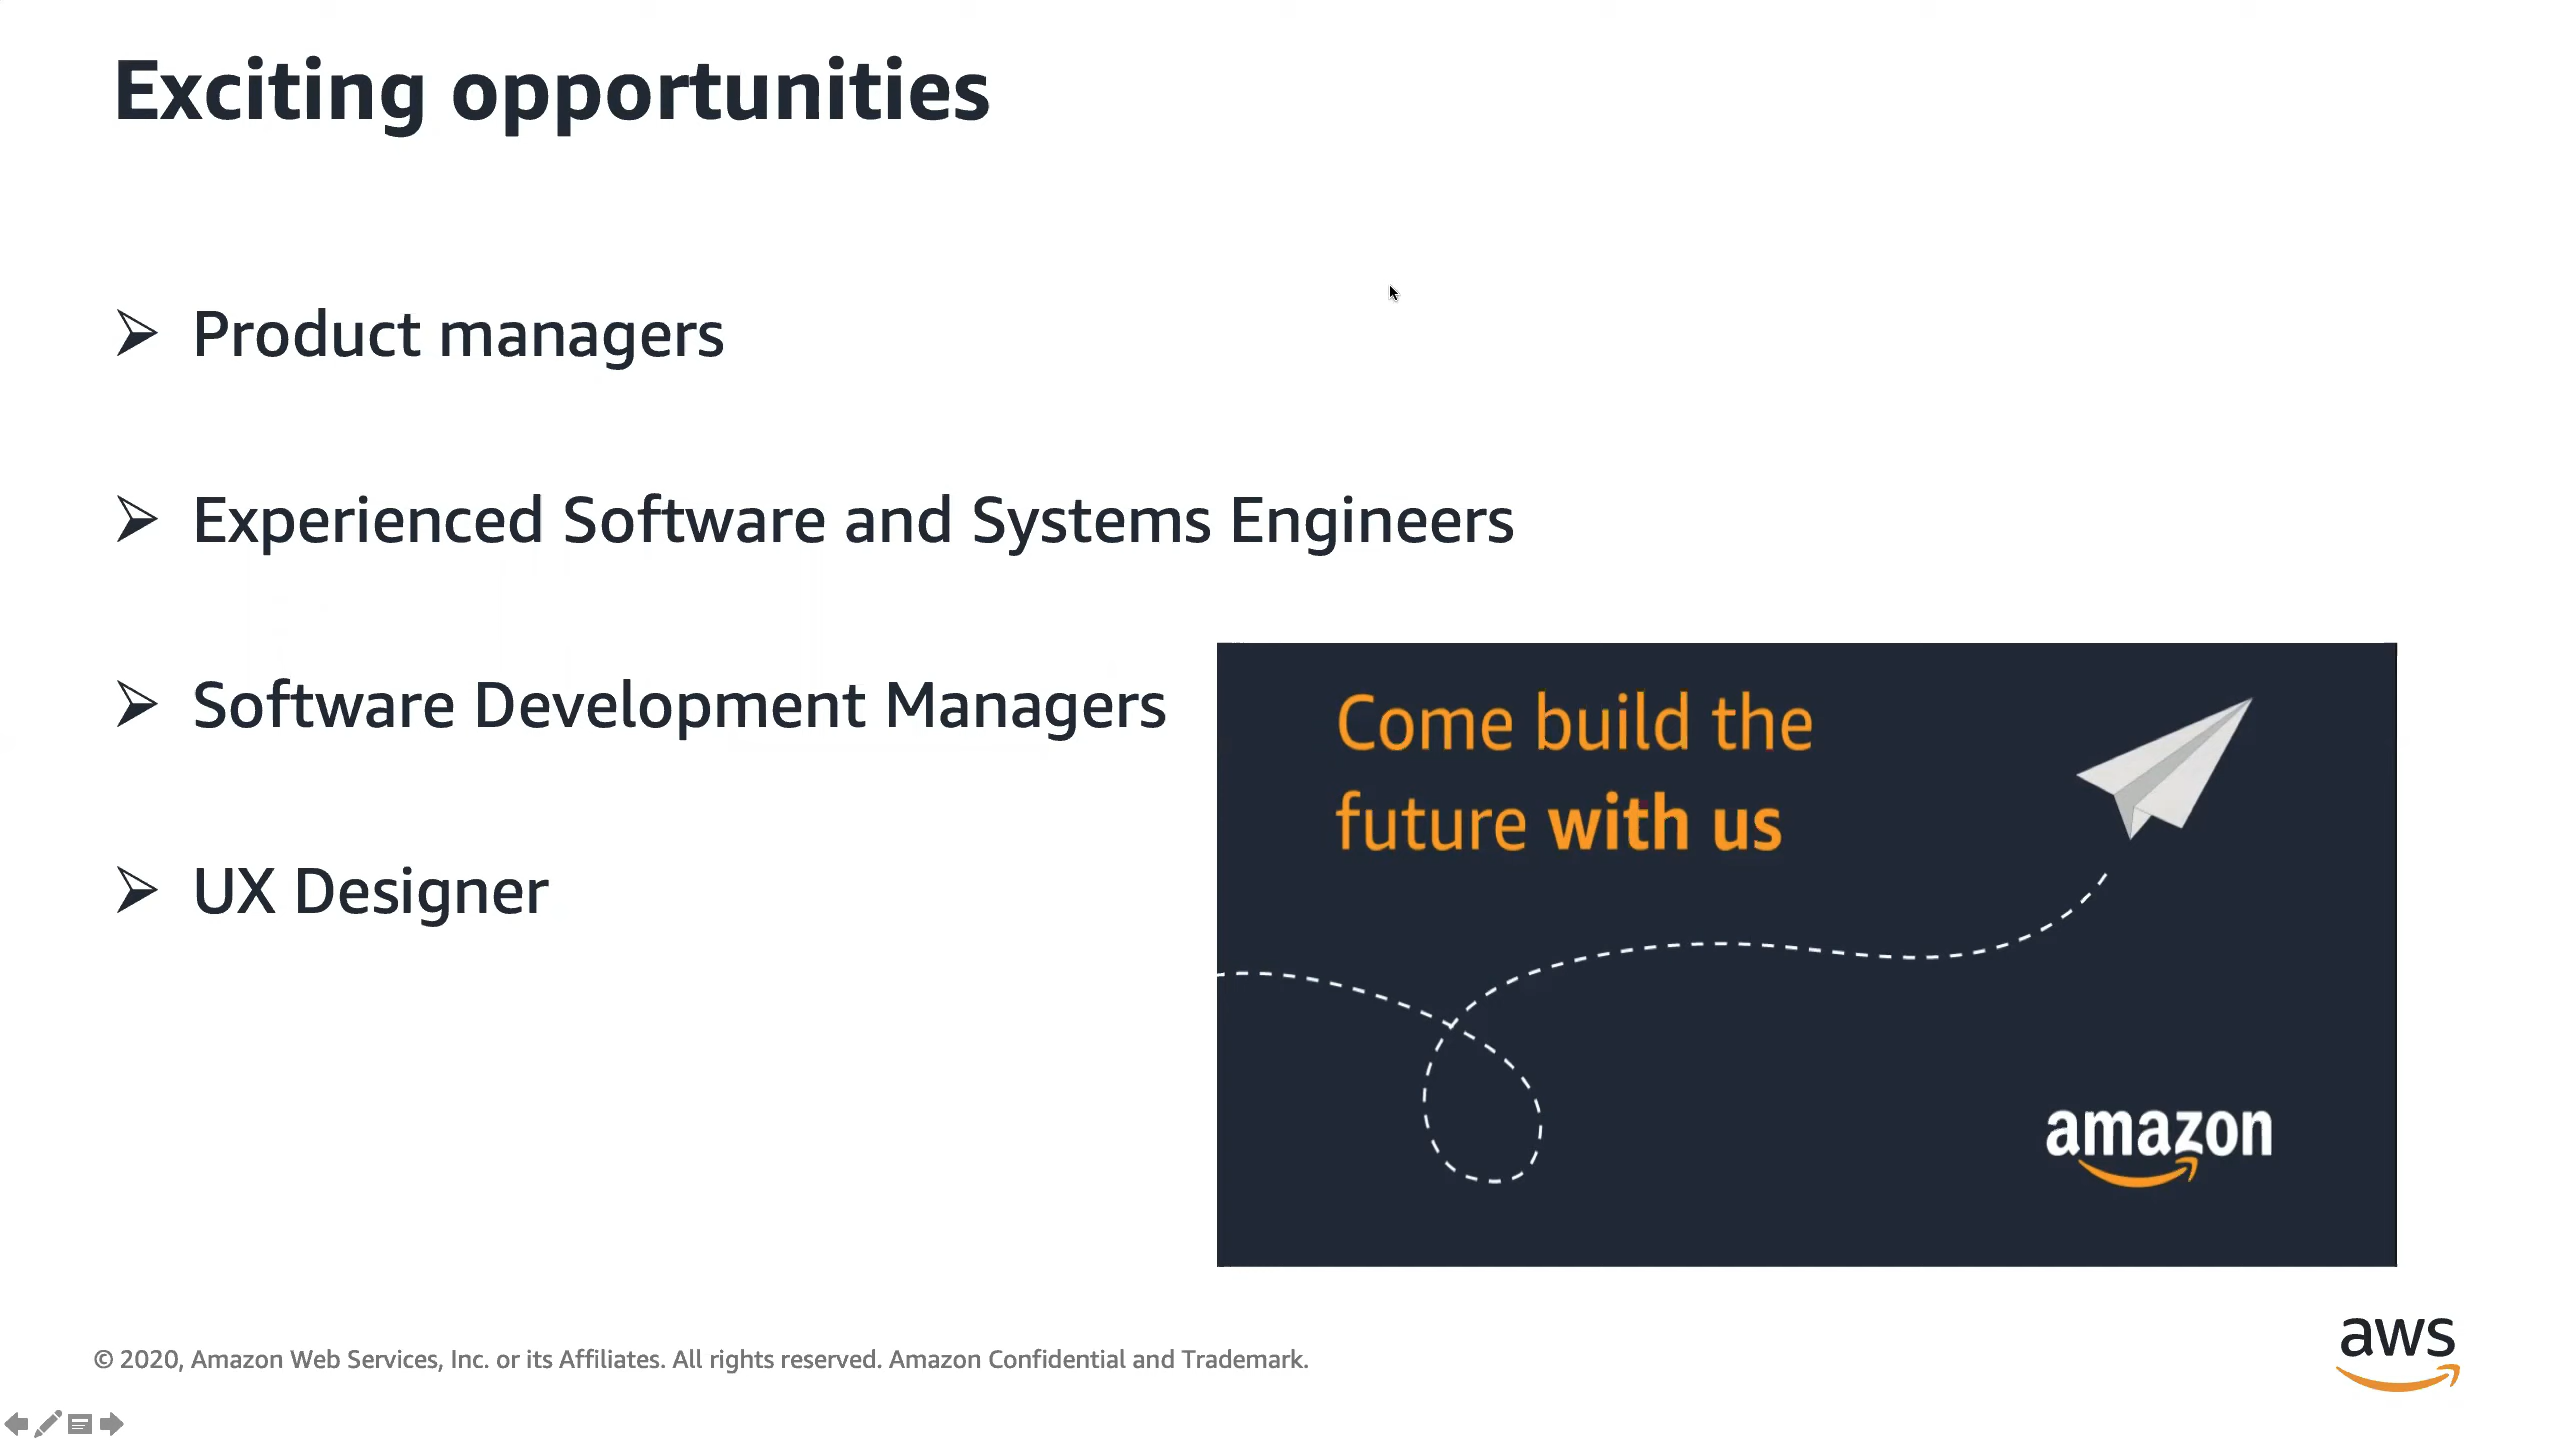 Exciting opportunities
Product managers
Experienced Software and Systems Engineers
Software Development Managers
UX Designer
Come build the
future with us
amazon
© 2020, Amazon Web Services, Inc. or its Affiliates. All rights reserved. Amazon Confidential and Trademark.
aws